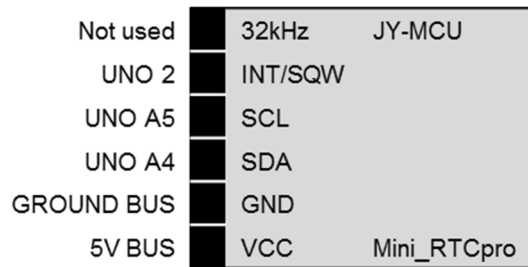 Not used 32kHz JY-MCU
UNO 2 INT/SQW
UNO A5 SCL
UNO A4 SDA
GROUND BUS GND
5V BUS VCC Mini_RTCpro